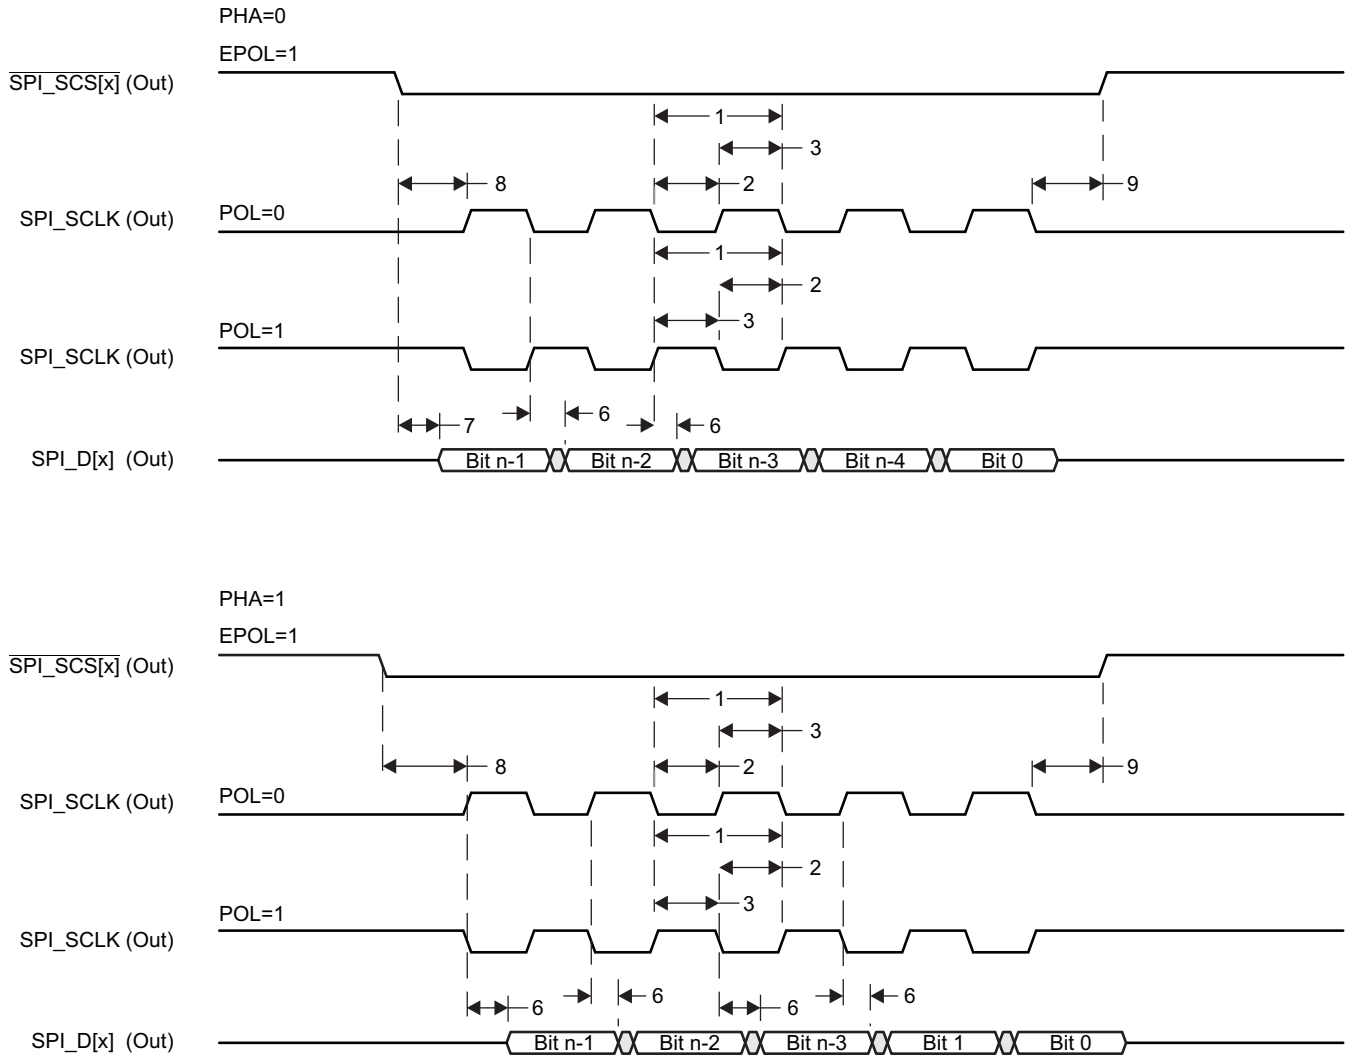 PHA=0
EPOL=1
SPI_SCS[x] (Out)
1
3
8
2
9
SPI_SCLK (Out)
POL=0
1
2
3
POL=1
SPI_SCLK (Out)
7
6
6
SPI_D[x] (Out)
Bit n-1
Bit n-2
Bit n-3
Bit n-4
Bit 0
PHA=1
EPOL=1
SPI_SCS[x] (Out)
1
3
8
2
9
SPI_SCLK (Out)
POL=0
1
2
3
POL=1
SPI_SCLK (Out)
6
6
6
6
SPI_D[x] (Out)
Bit n-1
Bit n-2
Bit n-3
Bit 1
Bit 0